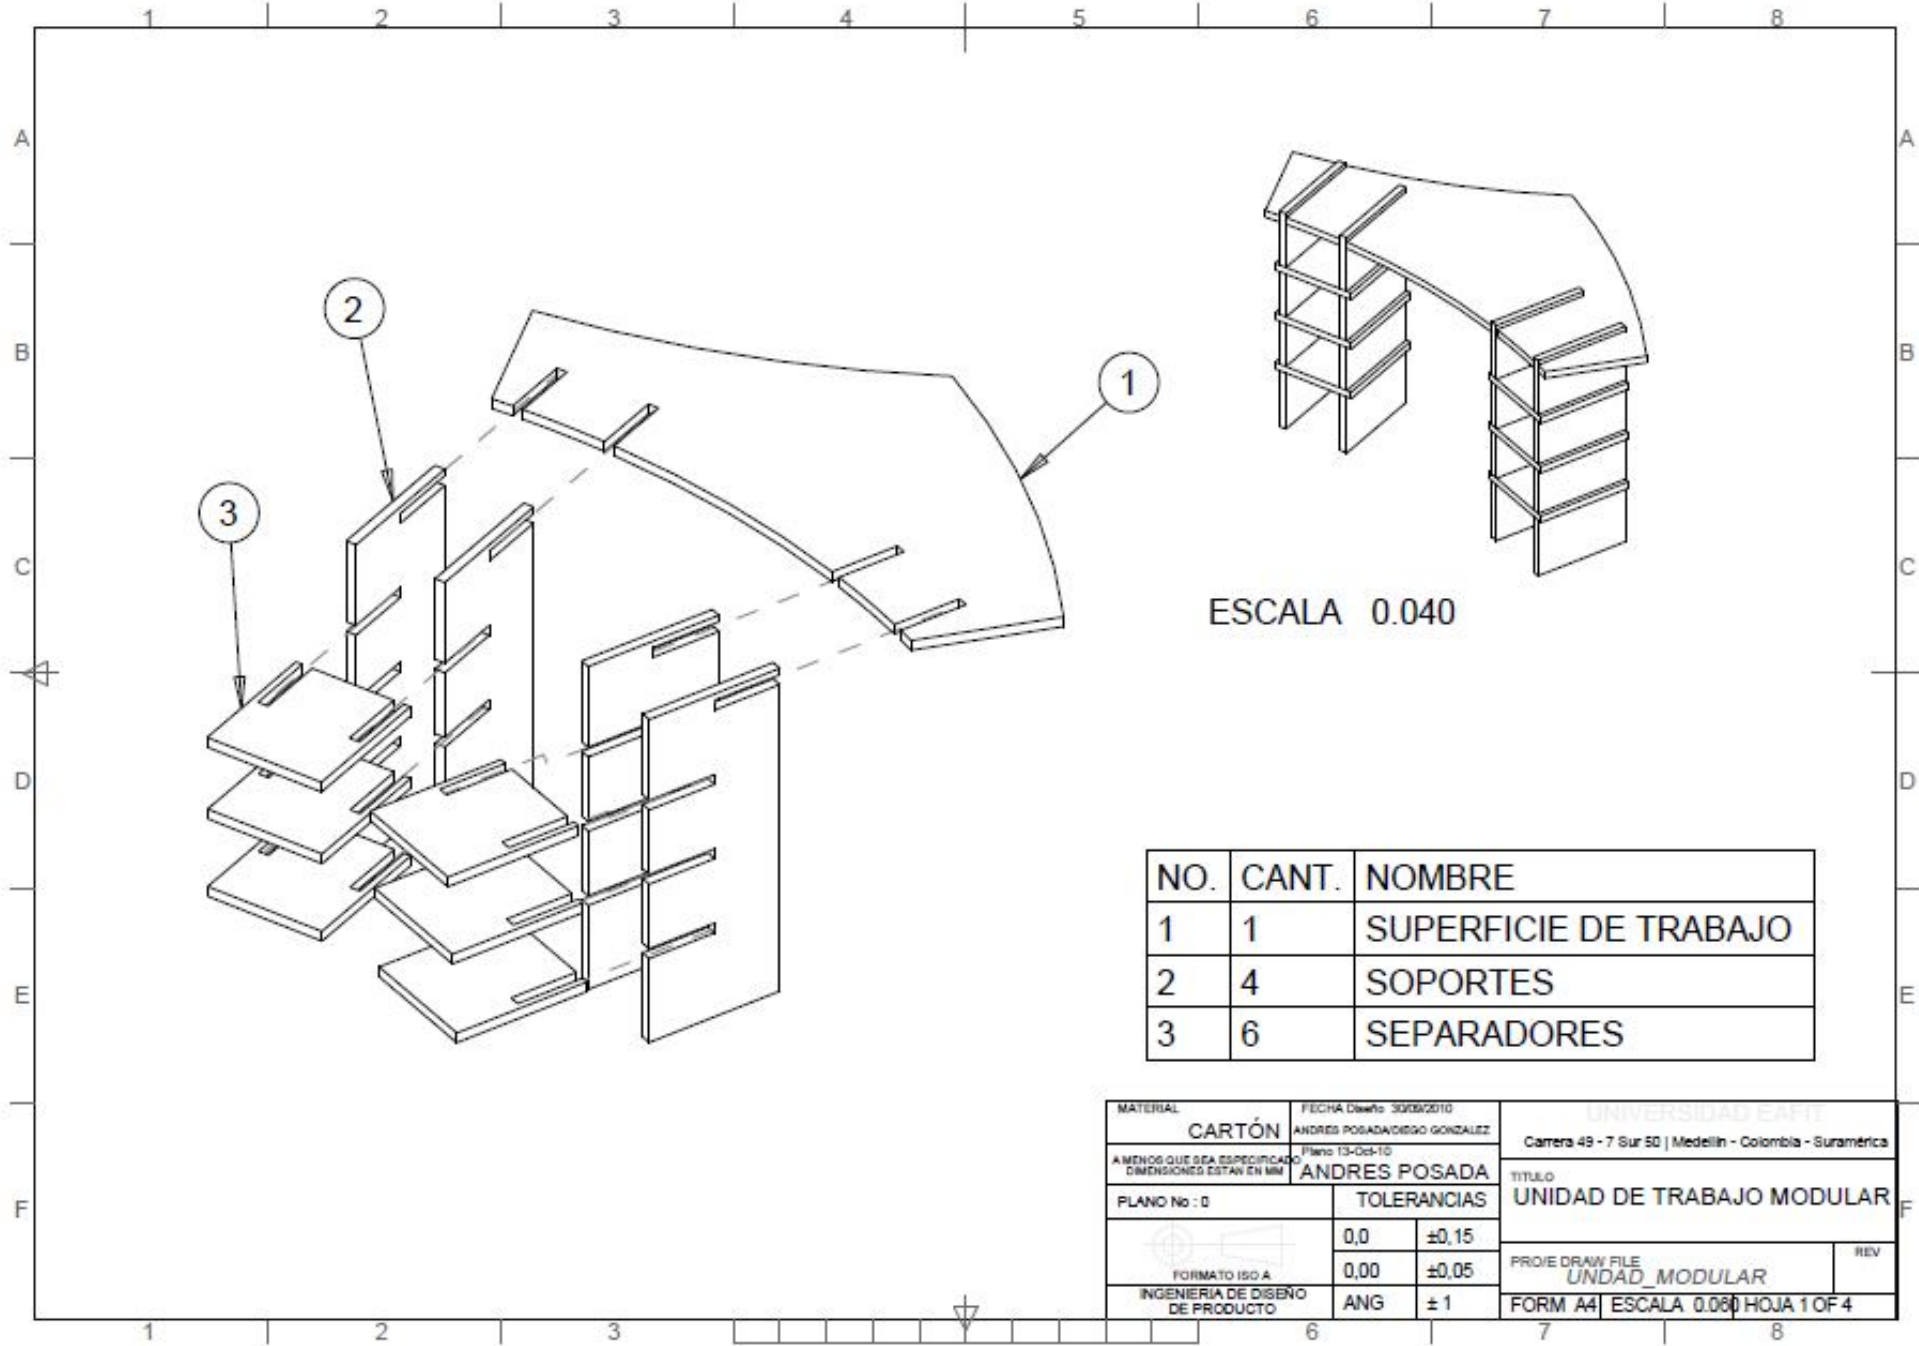 1 2 3 4 5 6 7 8
A A
B B
C C
D D
E E
F F
2
1
3
ESCALA 0.040
NO. CANT. NOMBRE
1 1 SUPERFICIE DE TRABAJO
2 4 SOPORTES
3 6 SEPARADORES
MATERIAL
CARTÓN
FECHA Diseño 30/09/2010
ANDRES POSADA/DIEGO GONZALEZ
UNIVERSIDAD EAFIT
Carrera 49 - 7 Sur 50 | Medellin - Colombia - Suramérica
A MENOS QUE SEA ESPECIFICADO
DIMENSIONES ESTAN EN MM
Plano 13-Oct-10
ANDRES POSADA
TITULO
UNIDAD DE TRABAJO MODULAR
PLANO No : 0
TOLERANCIAS
0,0 ±0,15
0,00 ±0,05
ANG ± 1
FORMATO ISO A
INGENIERIA DE DISEÑO
DE PRODUCTO
PRO/E DRAW FILE
UNDAD_MODULAR
REV
FORM A4 ESCALA 0.060 HOJA 1 OF 4
1 2 3 6 7 8